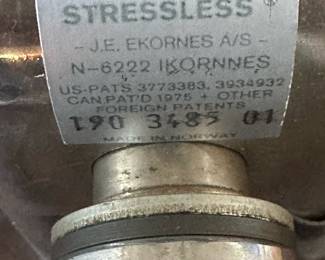 STRESSLESS®
- J.E. EKORNES A/S -
N-6222 IKORNNES
US-PATS 3773383, 3934932
CAN.PAT'D 1975 + OTHER
FOREIGN PATENTS
190 3485 01
MADE IN NORWAY